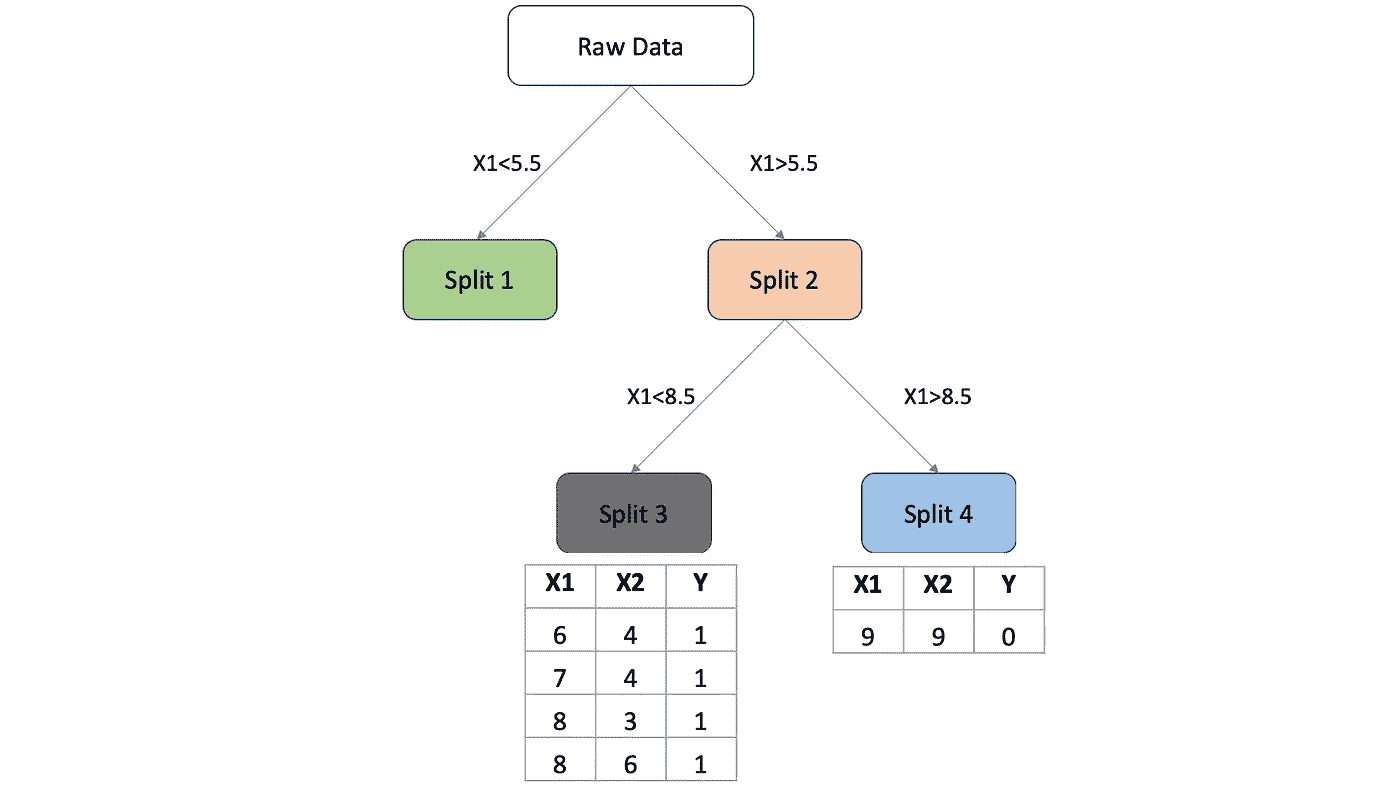 Raw Data
X1<5.5
X1>5.5
Split 1
Split 2
X1<8.5
X1>8.5
Split 3
Split 4
X1 X2 Y
6 4 1
7 4 1
8 3 1
8 6 1
X1 X2 Y
9 9 0